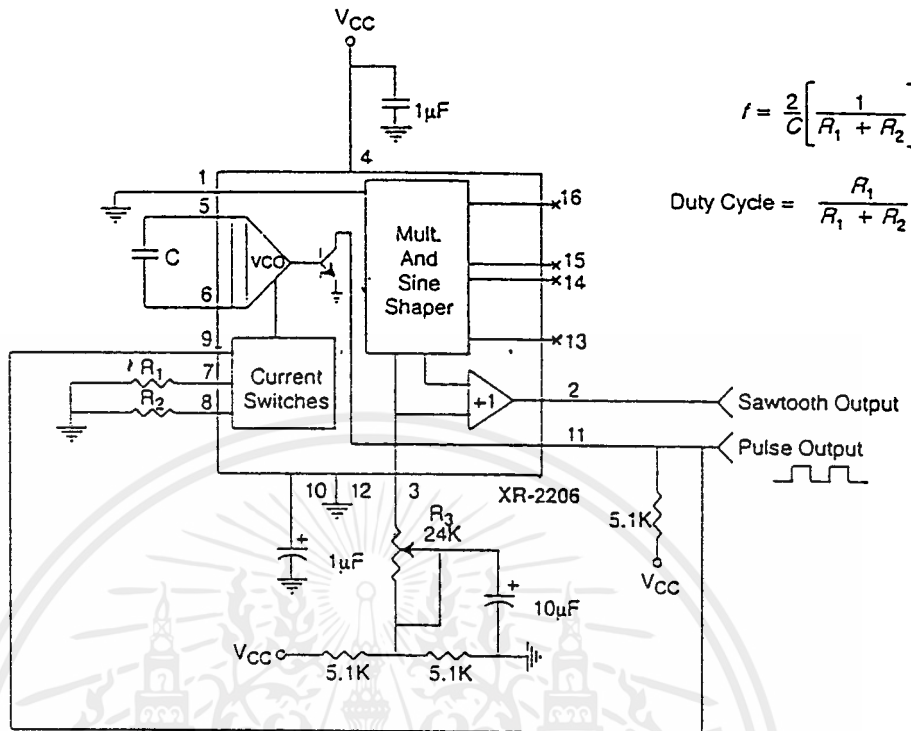 VCC
1µF
f = 2/C [ 1 / R1 + R2 ]
Duty Cycle = R1 / R1 + R2
1
4
5
6
9
7
8
C
VCO
R1
R2
Current
Switches
Mult.
And
Sine
Shaper
16
15
14
13
+1
2
Sawtooth Output
11
Pulse Output
10
12
3
XR-2206
1µF
R3
24K
10µF
5.1K
VCC
VCC
5.1K
5.1K